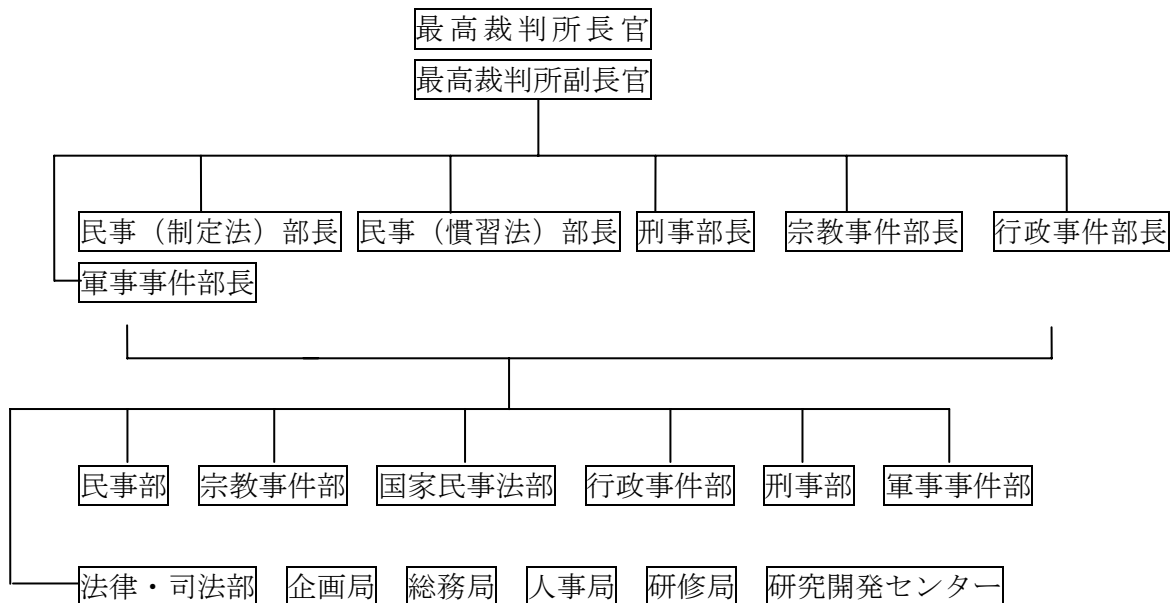 最高裁判所長官
最高裁判所副長官
民事（制定法）部長 民事（慣習法）部長 刑事部長 宗教事件部長 行政事件部長
軍事事件部長
民事部 宗教事件部 国家民事法部 行政事件部 刑事部 軍事事件部
法律・司法部 企画局 総務局 人事局 研修局 研究開発センター